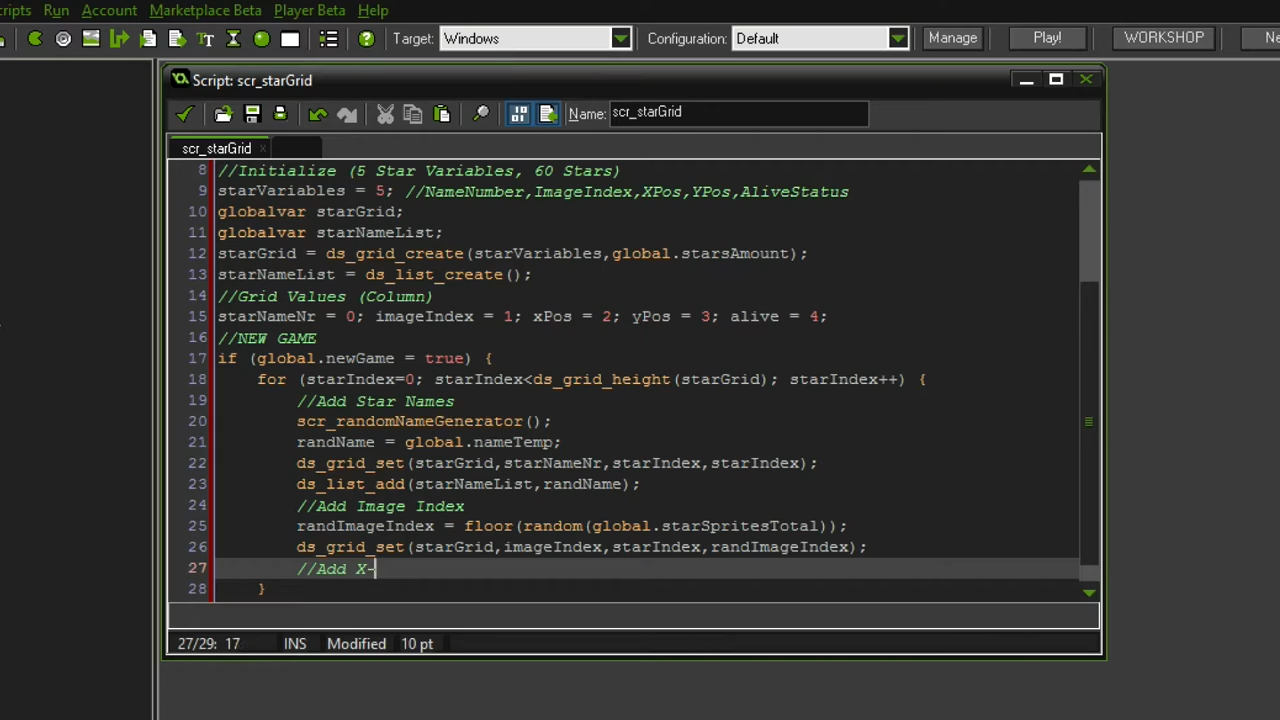 cripts Run Account Marketplace Beta Player Beta Help
Target: Windows Configuration: Default Manage Play! WORKSHOP Ne
Script: scr_starGrid
Name: scr_starGrid
scr_starGrid
8 //Initialize (5 Star Variables, 60 Stars)
9 starVariables = 5; //NameNumber,ImageIndex,XPos,YPos,AliveStatus
10 globalvar starGrid;
11 globalvar starNameList;
12 starGrid = ds_grid_create(starVariables,global.starsAmount);
13 starNameList = ds_list_create();
14 //Grid Values (Column)
15 starNameNr = 0; imageIndex = 1; xPos = 2; yPos = 3; alive = 4;
16 //NEW GAME
17 if (global.newGame = true) {
18 for (starIndex=0; starIndex<ds_grid_height(starGrid); starIndex++) {
19 //Add Star Names
20 scr_randomNameGenerator();
21 randName = global.nameTemp;
22 ds_grid_set(starGrid,starNameNr,starIndex,starIndex);
23 ds_list_add(starNameList,randName);
24 //Add Image Index
25 randImageIndex = floor(random(global.starSpritesTotal));
26 ds_grid_set(starGrid,imageIndex,starIndex,randImageIndex);
27 //Add X-
28 }
27/29: 17 INS Modified 10 pt